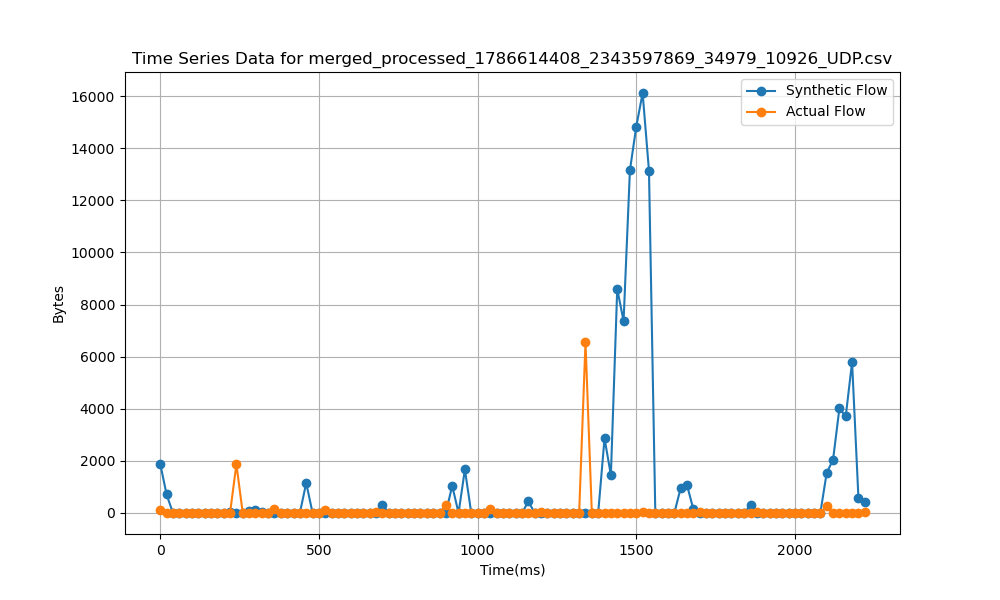 Time Series Data for merged_processed_1786614408_2343597869_34979_10926_UDP.csv
Synthetic Flow
Actual Flow
16000
14000
12000
10000
8000
6000
4000
2000
0
Bytes
0 500 1000 1500 2000
Time(ms)